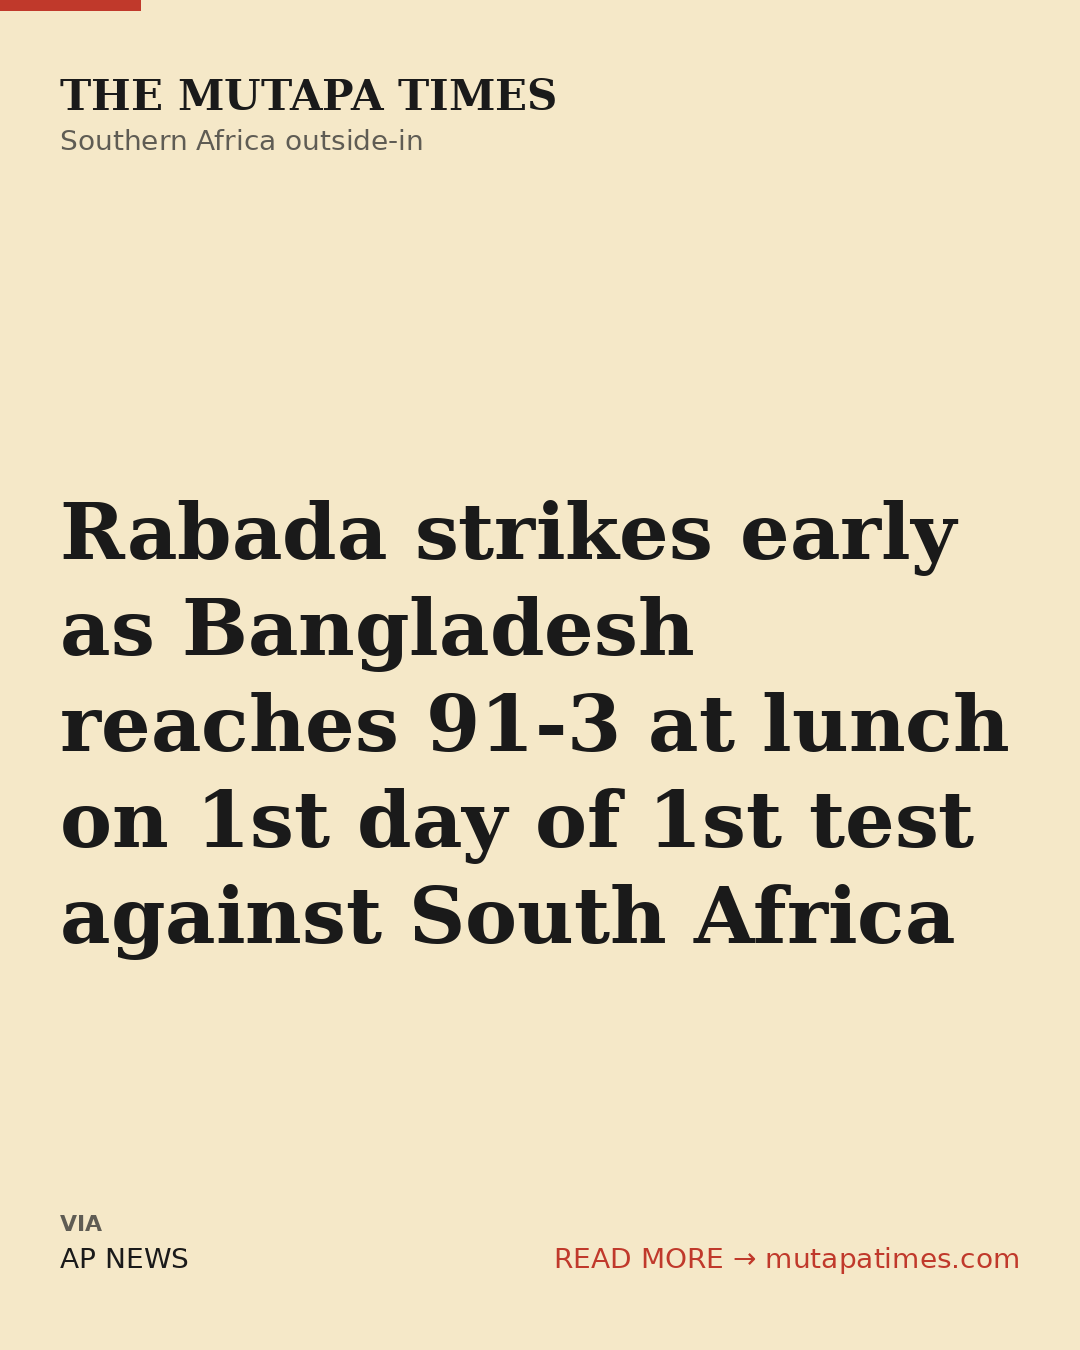 THE MUTAPA TIMES
Southern Africa outside-in
Rabada strikes early
as Bangladesh
reaches 91-3 at lunch
on 1st day of 1st test
against South Africa
VIA
AP NEWS
READ MORE → mutapatimes.com